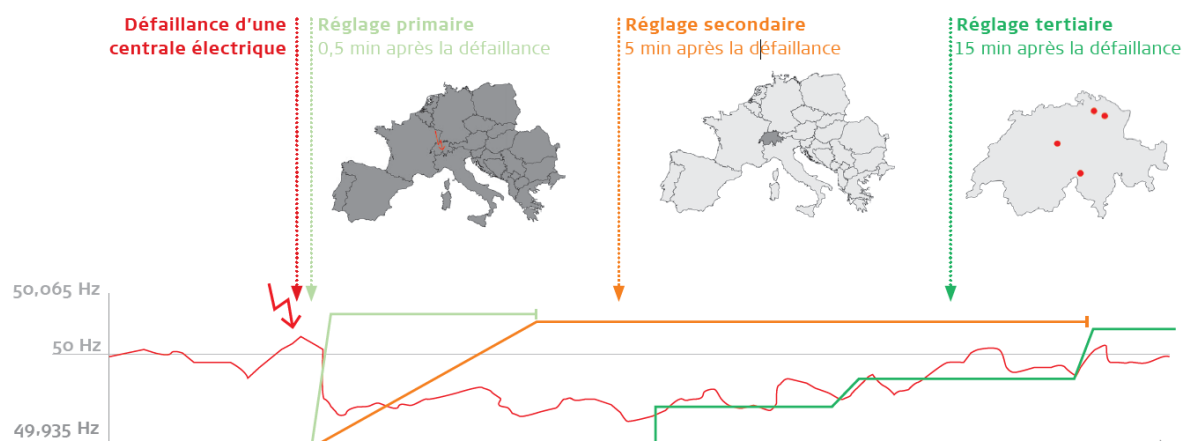 Défaillance d'une
centrale électrique
Réglage primaire
0,5 min après la défaillance
Réglage secondaire
5 min après la défaillance
Réglage tertiaire
15 min après la défaillance
50,065 Hz
50 Hz
49,935 Hz